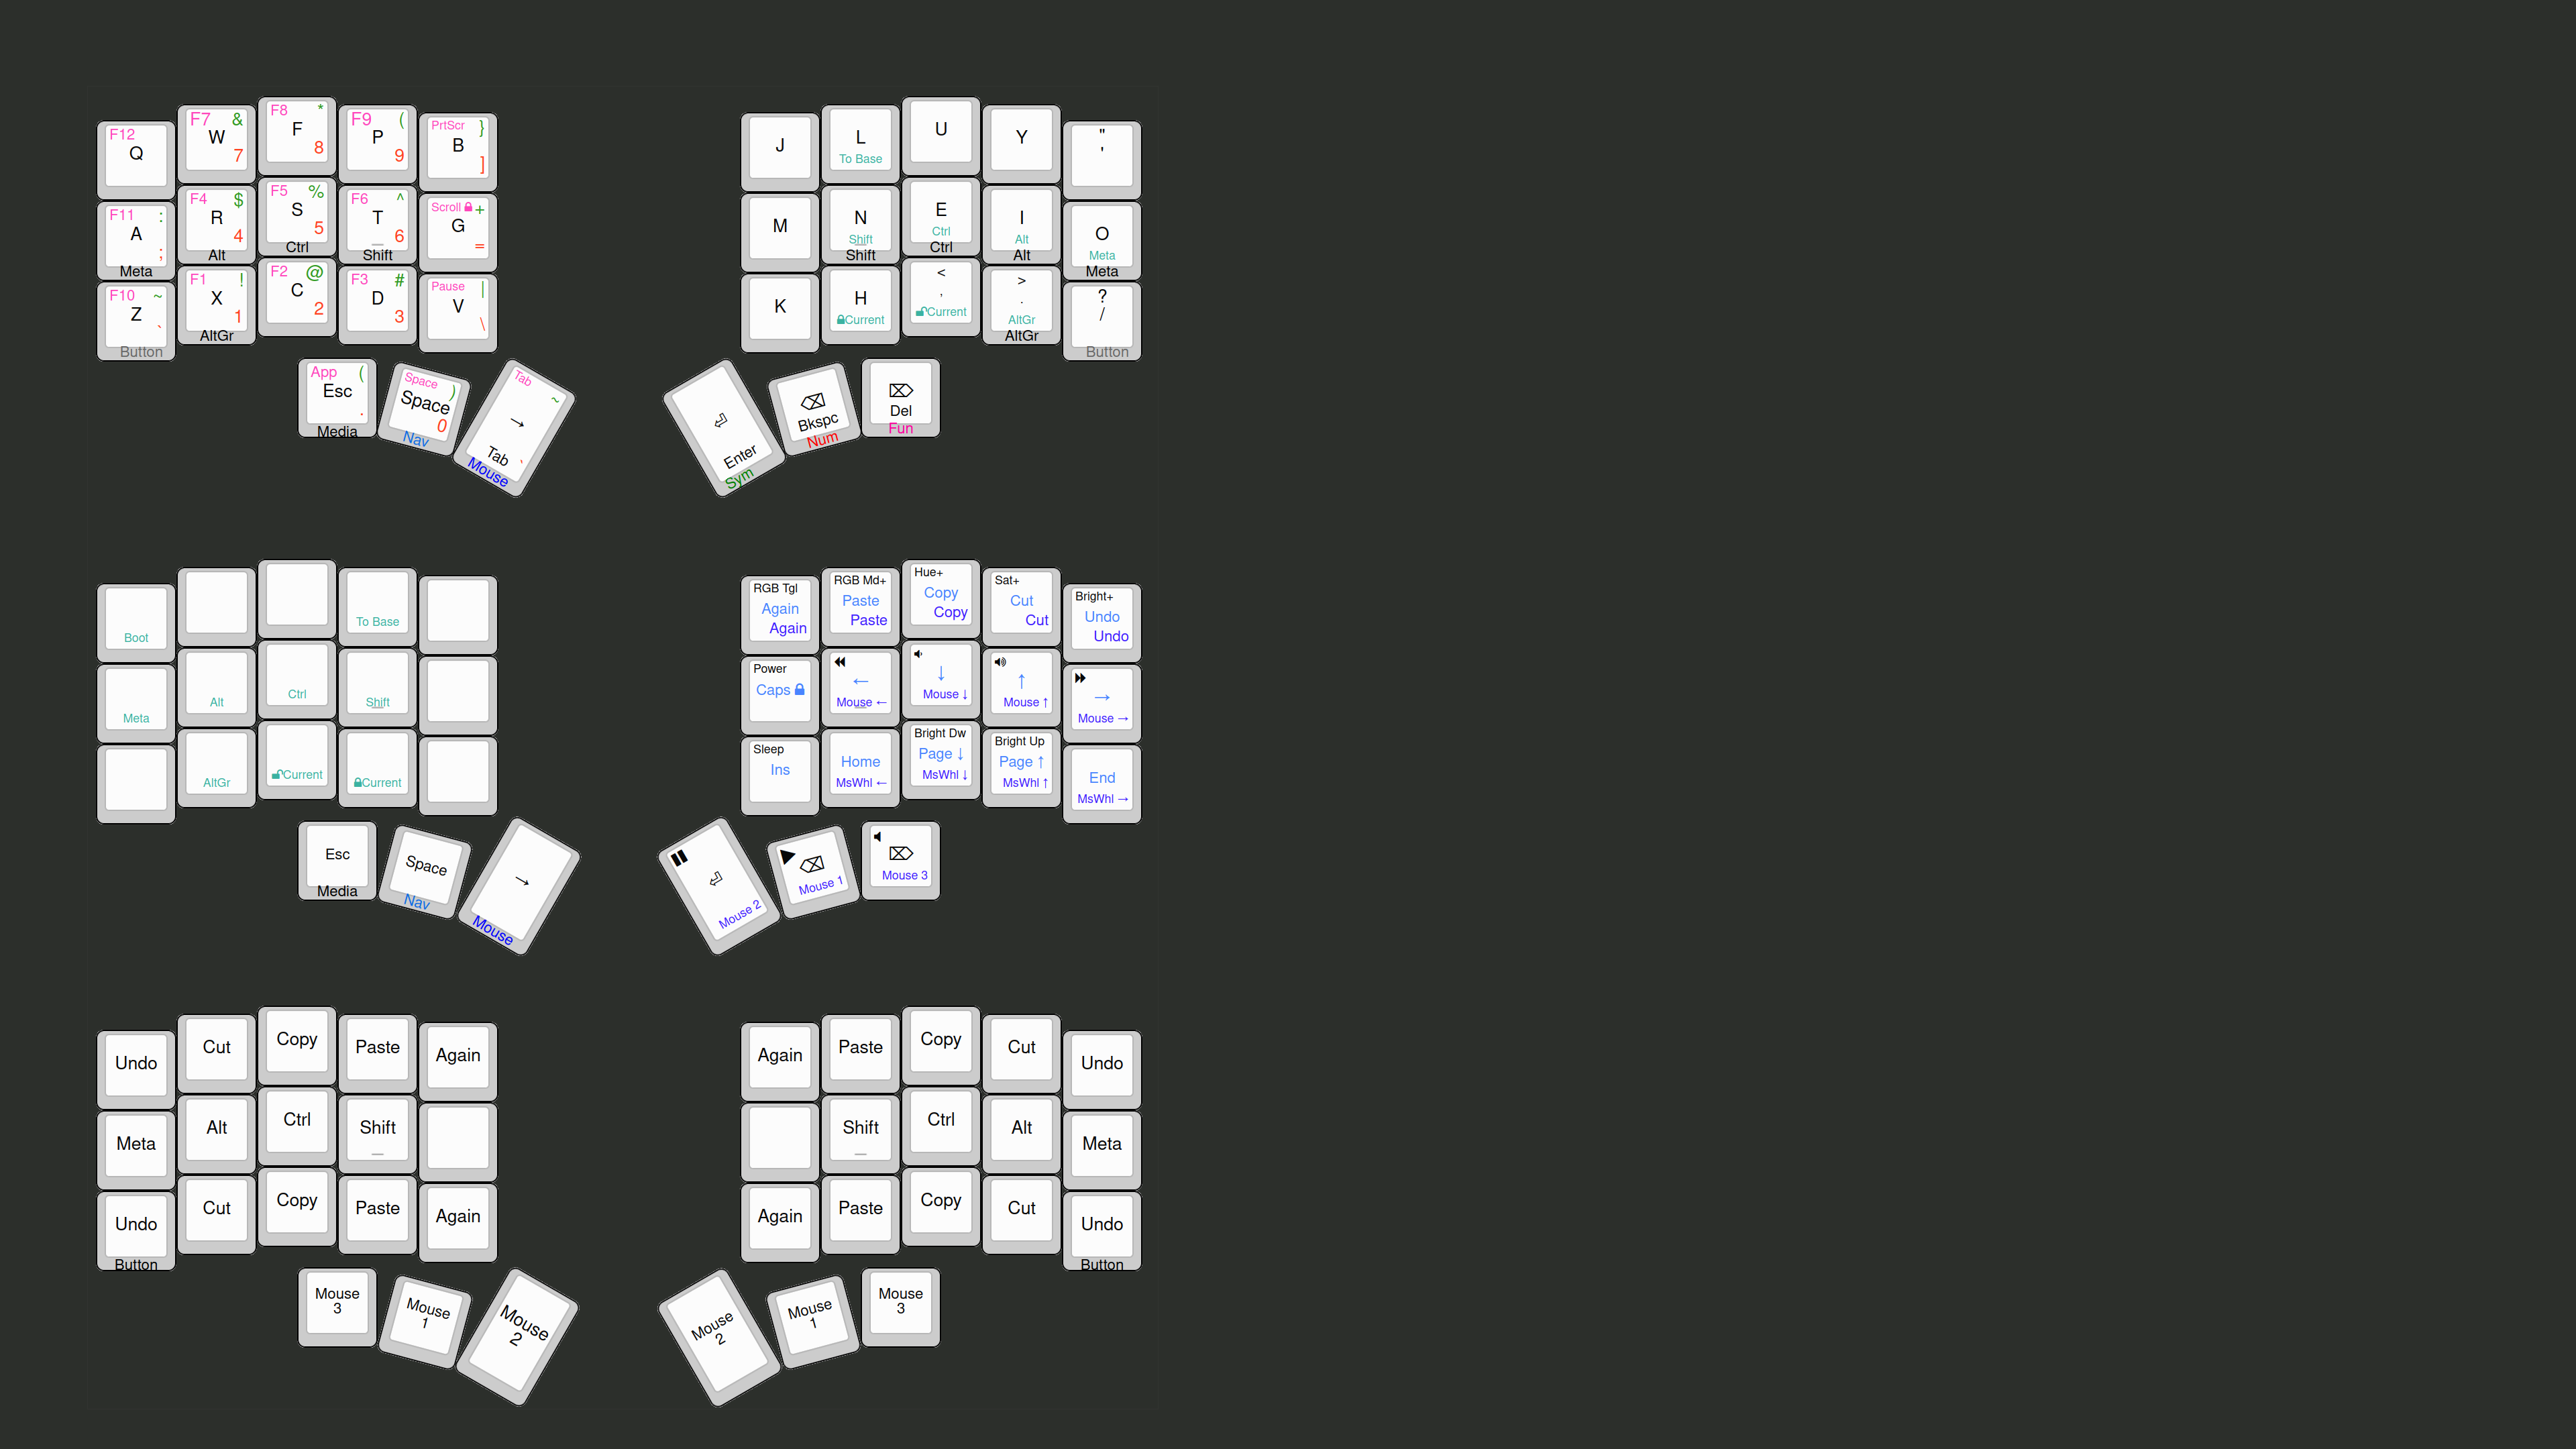 F12 Q
F7 & W 7
F8 * F 8
F9 ( P 9
PrtScr } B ]
J
L To Base
U
Y
" '
F11 : A ; Meta
F4 $ R 4 Alt
F5 % S 5 Ctrl
F6 ^ T _ 6 Shift
Scroll 🔒 + G =
M
N Shift Shift
E Ctrl Ctrl
I Alt Alt
O Meta Meta
F10 ~ Z ` Button
F1 ! X 1 AltGr
F2 @ C 2
F3 # D 3
Pause | V \
K
H 🔒Current
< , 🔓Current
> . AltGr AltGr
? / Button
App ( Esc . Media
Space ) Space 0 Nav
Tab ~ → Tab ` Mouse
⏎ Enter Sym
⌫ Bkspc Num
⌦ Del Fun
Boot
To Base
RGB Tgl Again Again
RGB Md+ Paste Paste
Hue+ Copy Copy
Sat+ Cut Cut
Bright+ Undo Undo
Meta
Alt
Ctrl
Shift
Power Caps 🔒
⏪ ← Mouse ←
🔉 ↓ Mouse ↓
🔊 ↑ Mouse ↑
⏩ → Mouse →
AltGr
🔓Current
🔒Current
Sleep Ins
Home MsWhl ←
Bright Dw Page ↓ MsWhl ↓
Bright Up Page ↑ MsWhl ↑
End MsWhl →
Esc Media
Space Nav
→ Mouse
⏸ ⏎ Mouse 2
▶ ⌫ Mouse 1
🔈 ⌦ Mouse 3
Undo
Cut
Copy
Paste
Again
Again
Paste
Copy
Cut
Undo
Meta
Alt
Ctrl
Shift _
Shift _
Ctrl
Alt
Meta
Undo Button
Cut
Copy
Paste
Again
Again
Paste
Copy
Cut
Undo Button
Mouse 3
Mouse 1
Mouse 2
Mouse 2
Mouse 1
Mouse 3